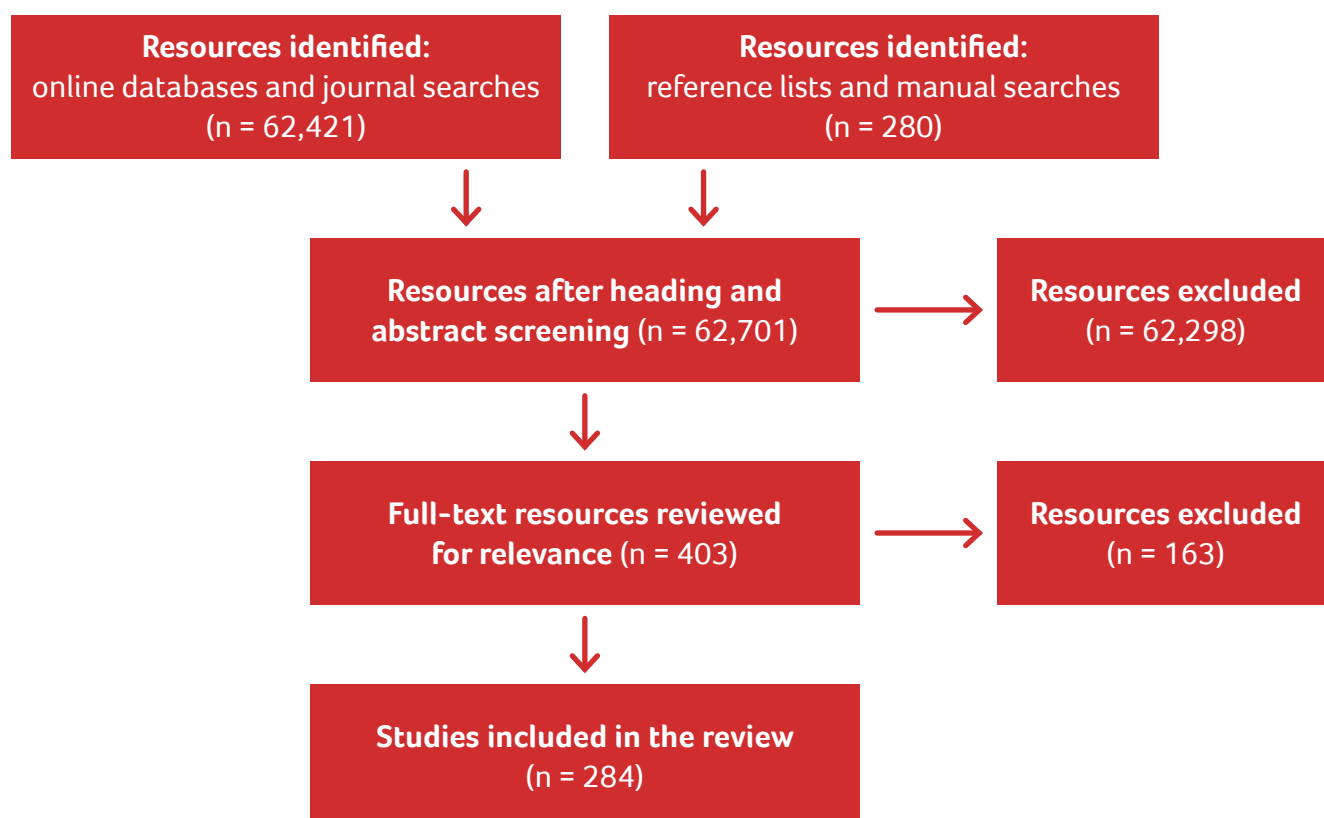 Resources identified:
online databases and journal searches
(n = 62,421)
Resources identified:
reference lists and manual searches
(n = 280)
Resources after heading and
abstract screening (n = 62,701)
Resources excluded
(n = 62,298)
Full-text resources reviewed
for relevance (n = 403)
Resources excluded
(n = 163)
Studies included in the review
(n = 284)